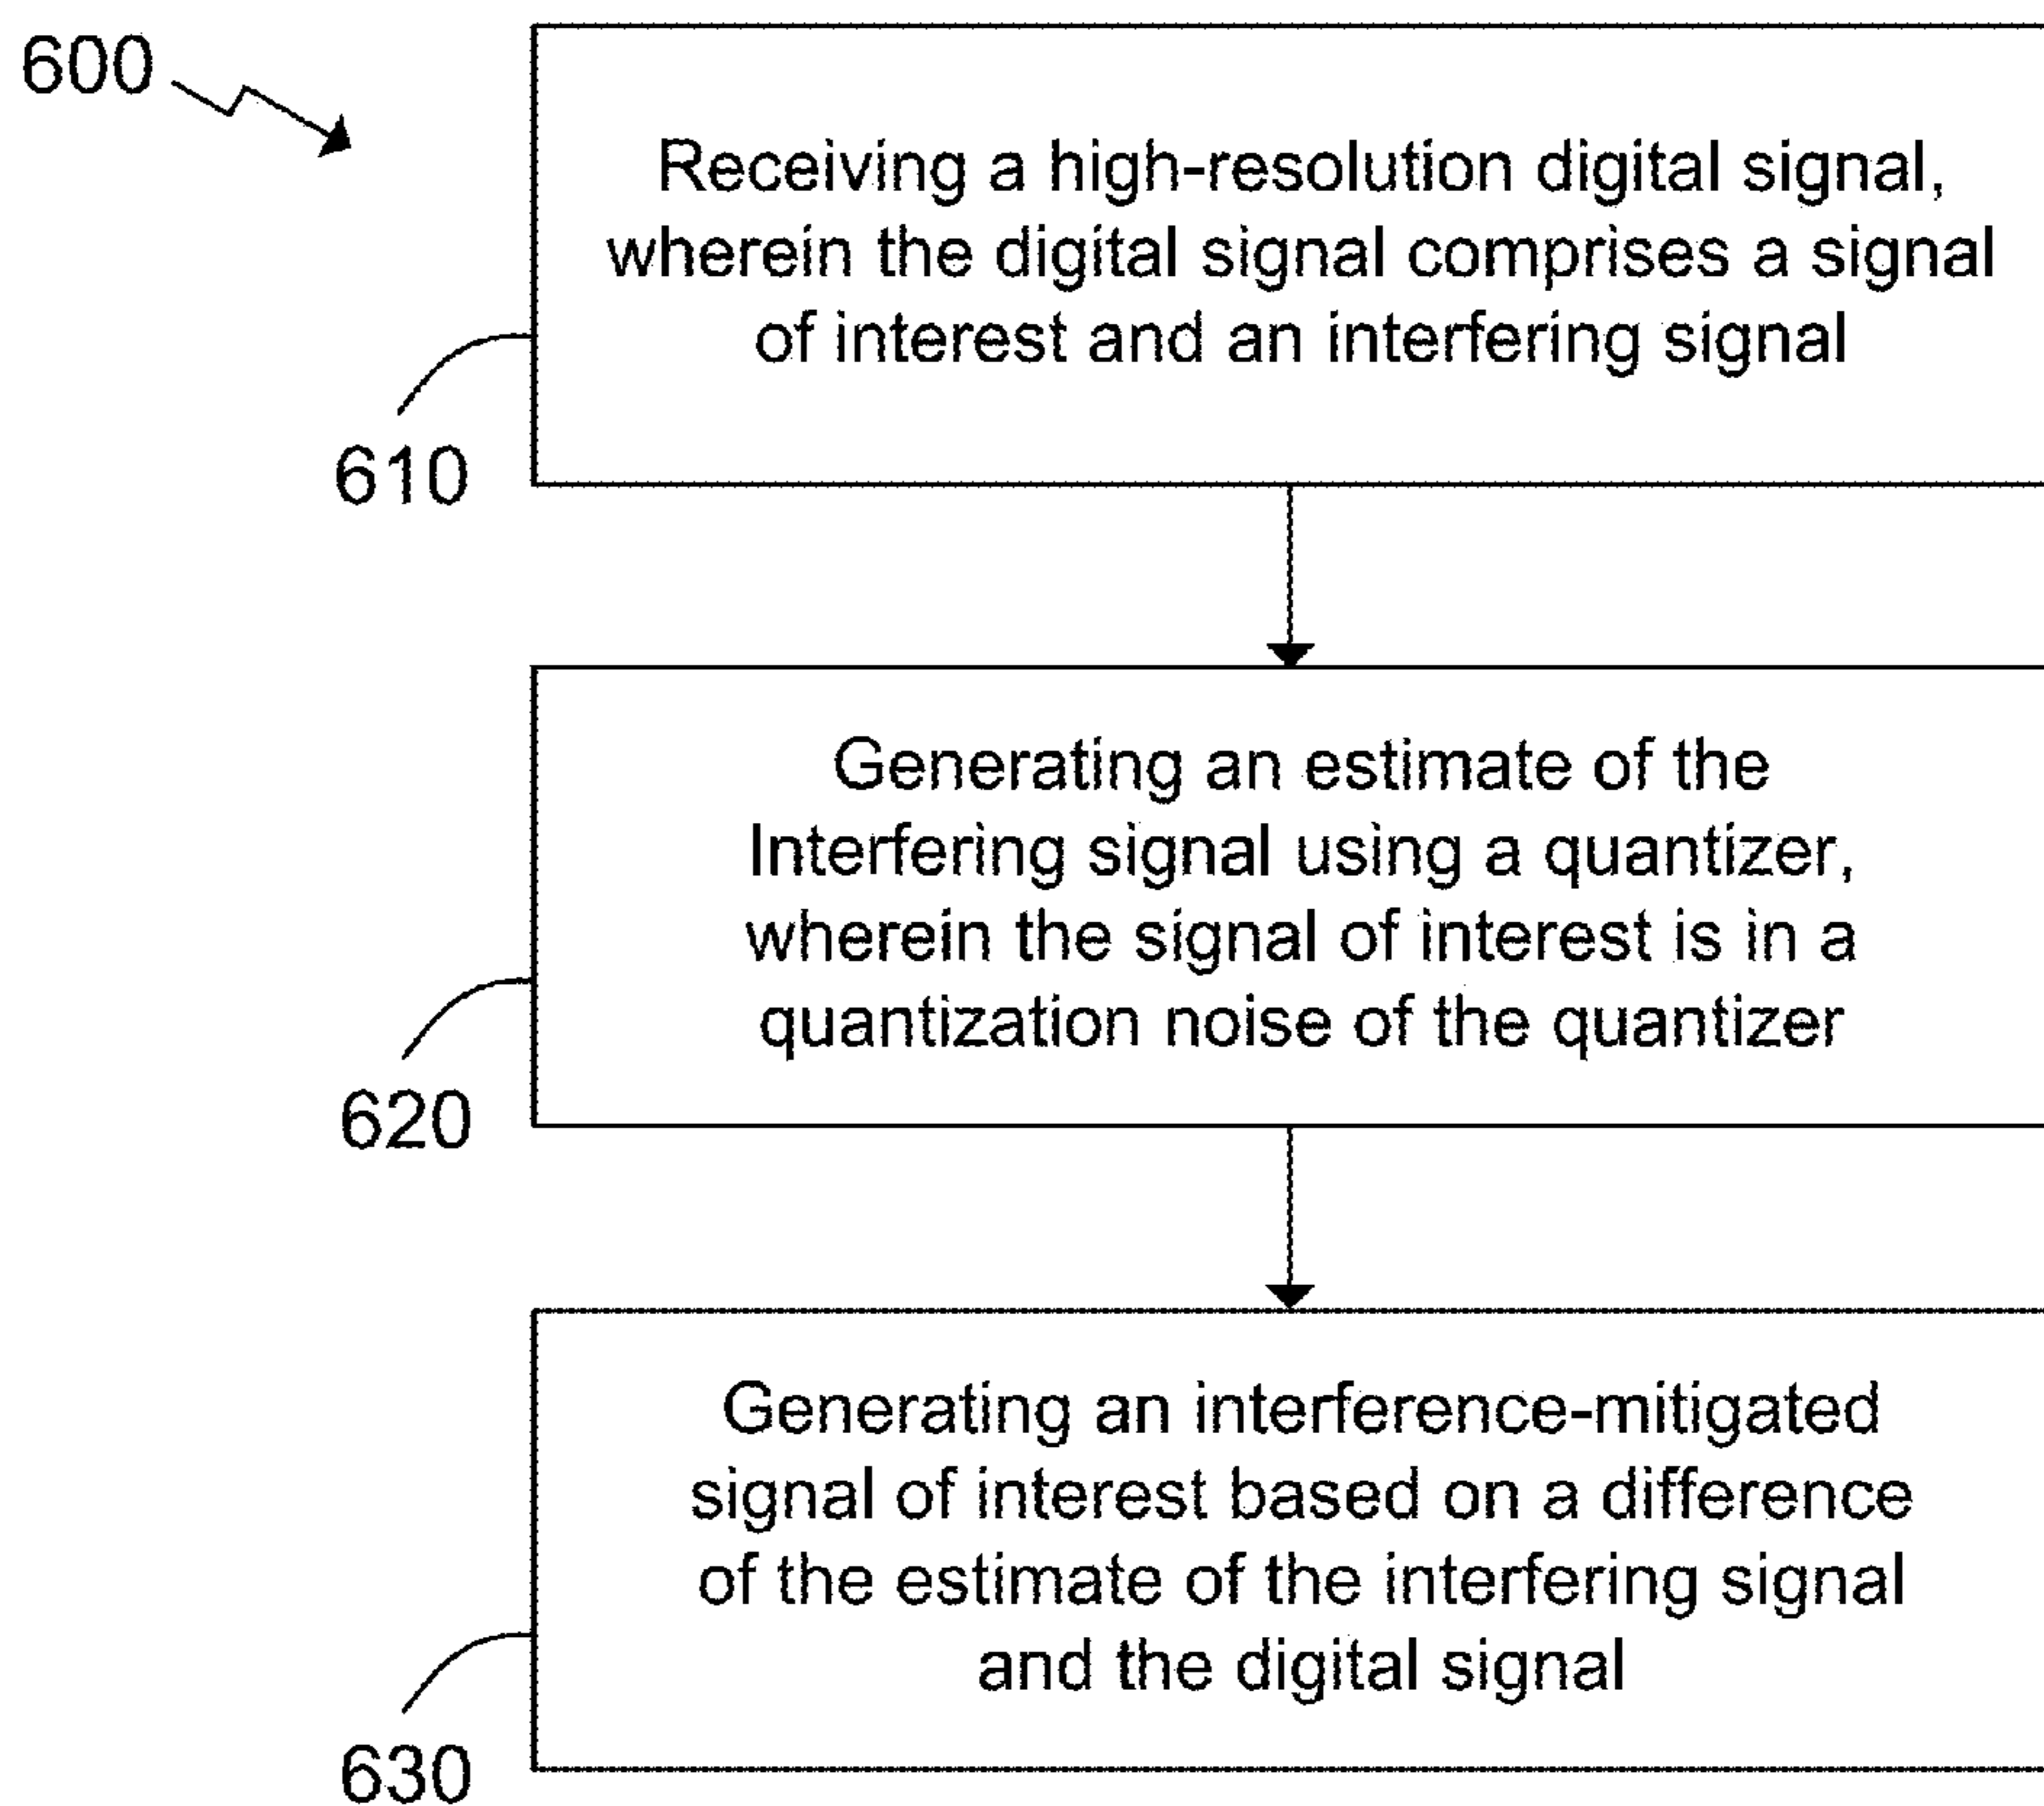 600
Receiving a high-resolution digital signal,
wherein the digital signal comprises a signal
of interest and an interfering signal
610
Generating an estimate of the
Interfering signal using a quantizer,
wherein the signal of interest is in a
quantization noise of the quantizer
620
Generating an interference-mitigated
signal of interest based on a difference
of the estimate of the interfering signal
and the digital signal
630